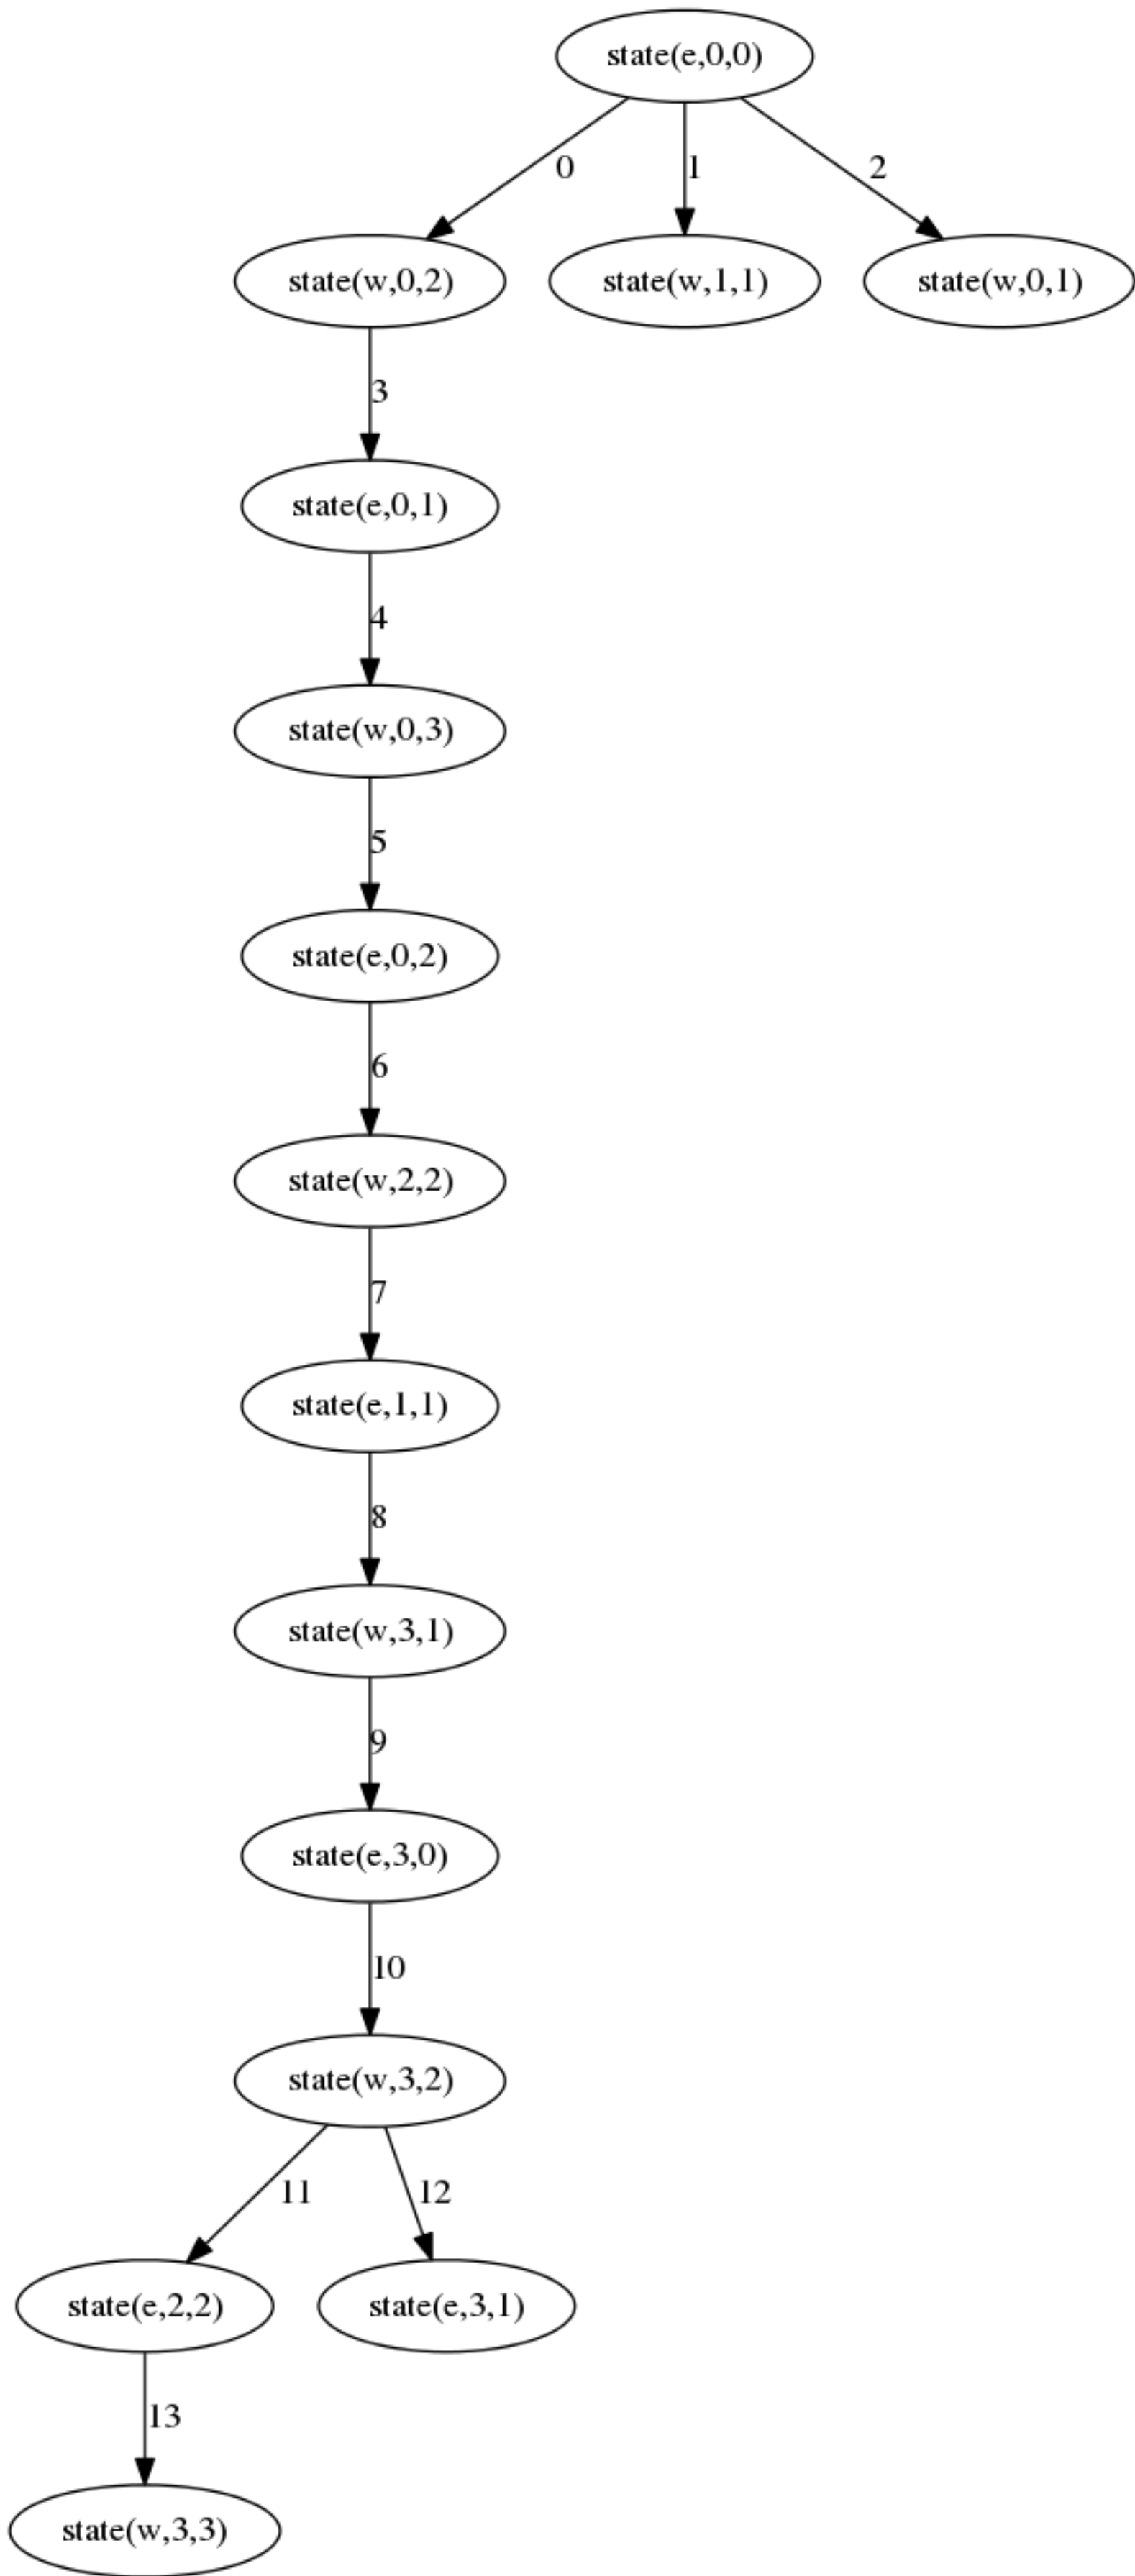 state(e,0,0)
0
1
2
state(w,0,2)
state(w,1,1)
state(w,0,1)
3
state(e,0,1)
4
state(w,0,3)
5
state(e,0,2)
6
state(w,2,2)
7
state(e,1,1)
8
state(w,3,1)
9
state(e,3,0)
10
state(w,3,2)
11
12
state(e,2,2)
state(e,3,1)
13
state(w,3,3)